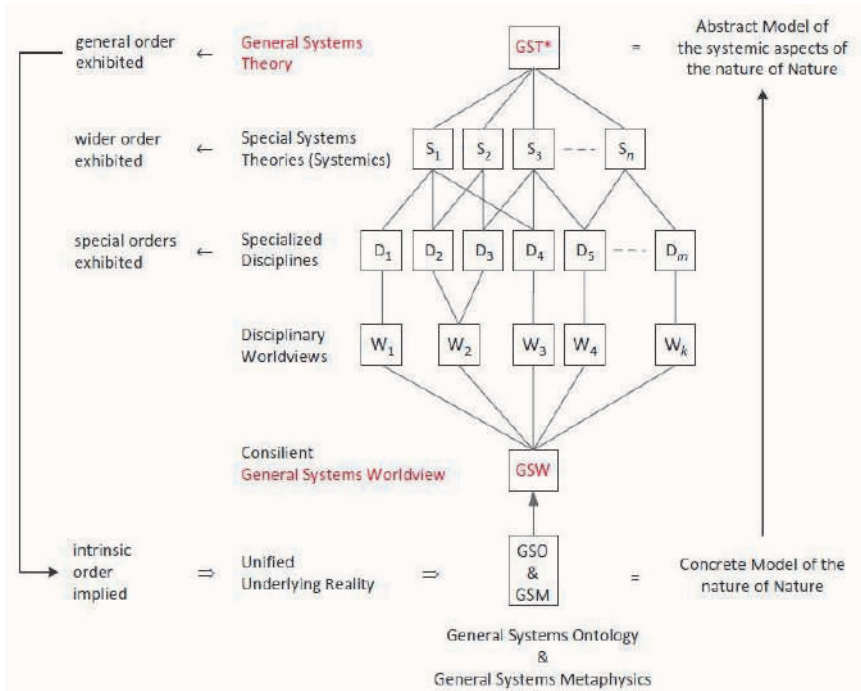 general order
exhibited
←
General Systems
Theory
GST*
=
Abstract Model of
the systemic aspects of
the nature of Nature
wider order
exhibited
←
Special Systems
Theories (Systemics)
S1
S2
S3
Sn
special orders
exhibited
←
Specialized
Disciplines
D1
D2
D3
D4
D5
Dm
Disciplinary
Worldviews
W1
W2
W3
W4
Wk
Consilient
General Systems Worldview
GSW
intrinsic
order
implied
⇒
Unified
Underlying Reality
⇒
GSO
&
GSM
=
Concrete Model of the
nature of Nature
General Systems Ontology
&
General Systems Metaphysics